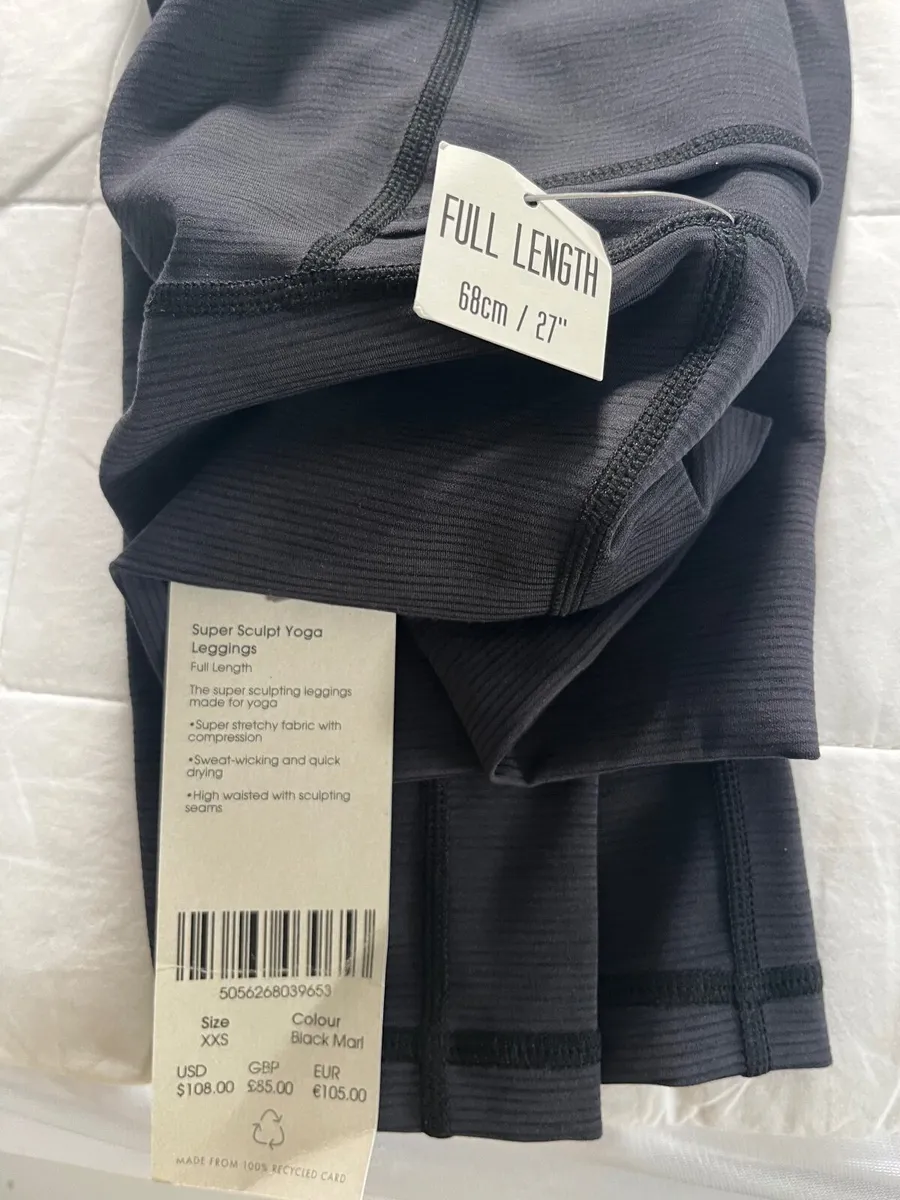 FULL LENGTH
68cm / 27"
Super Sculpt Yoga
Leggings
Full Length
The super sculpting leggings
made for yoga
•Super stretchy fabric with
compression
•Sweat-wicking and quick
drying
•High waisted with sculpting
seams
5056268039653
Size Colour
XXS Black Marl
USD GBP EUR
$108.00 £85.00 €105.00
MADE FROM 100% RECYCLED CARD